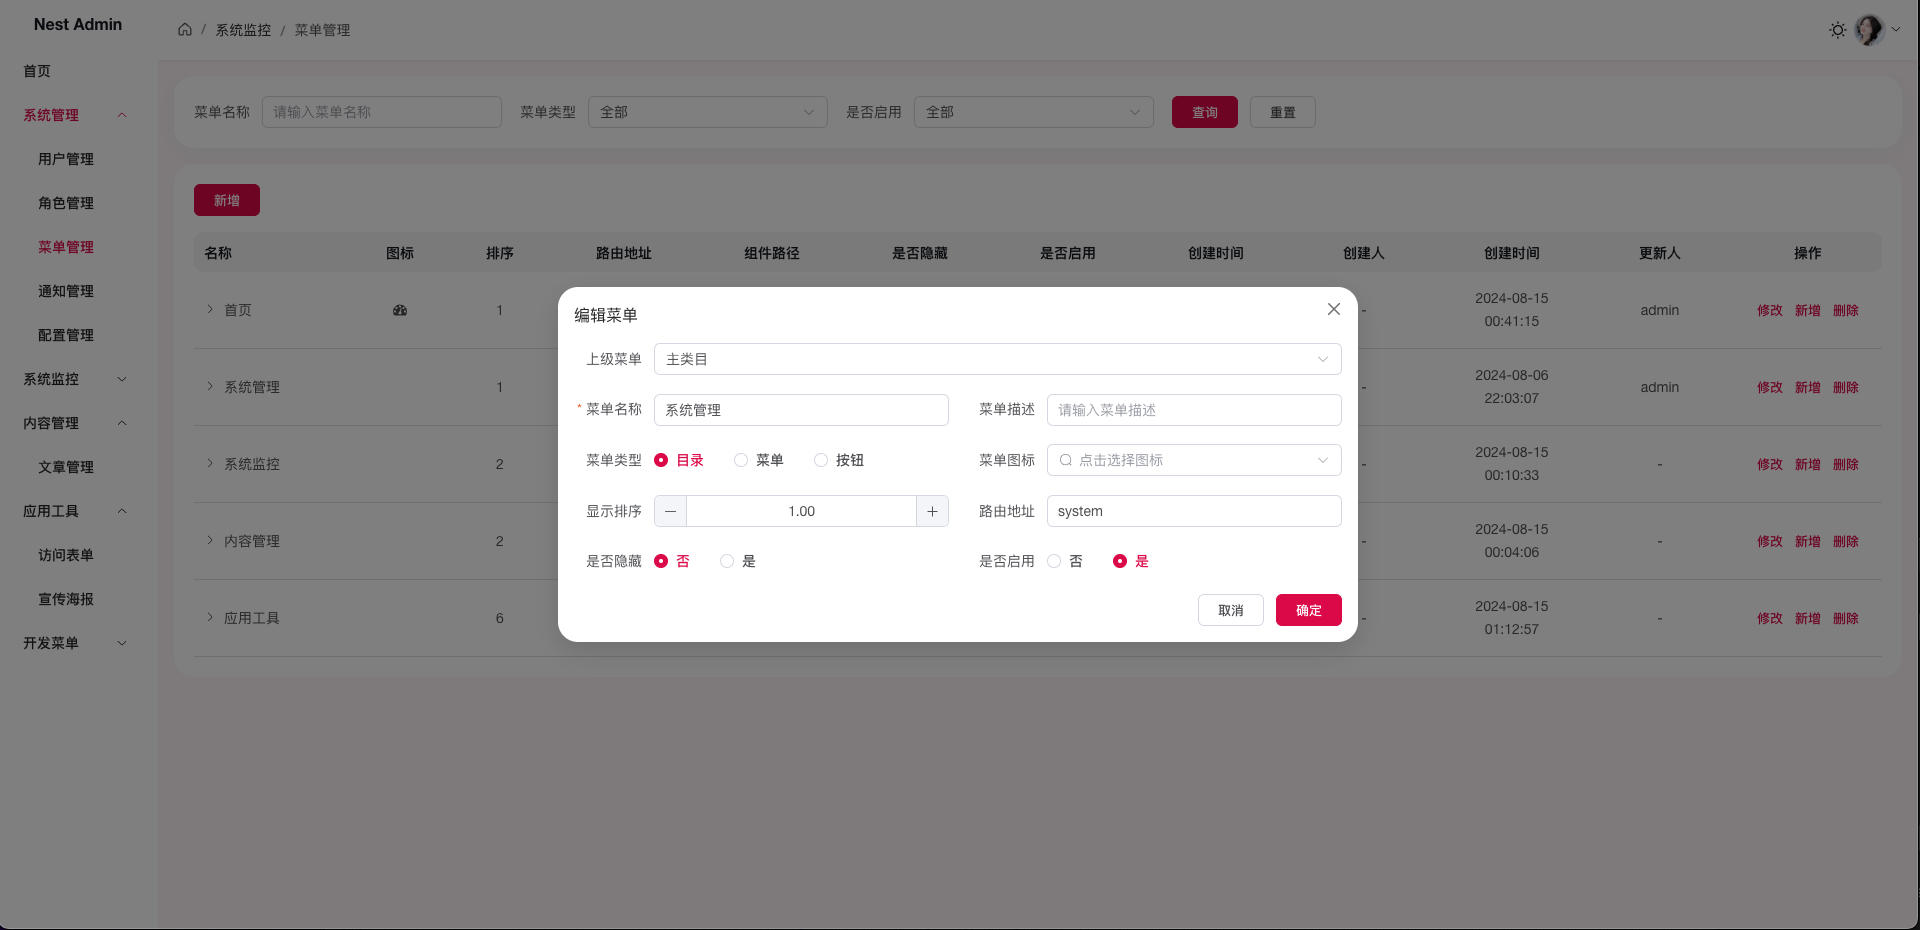 Nest Admin
首页
系统管理
用户管理
角色管理
菜单管理
通知管理
配置管理
系统监控
内容管理
文章管理
应用工具
访问表单
宣传海报
开发菜单
/ 系统监控 / 菜单管理
菜单名称 请输入菜单名称 菜单类型 全部 是否启用 全部 查询 重置
新增
名称 图标 排序 路由地址 组件路径 是否隐藏 是否启用 创建时间 创建人 创建时间 更新人 操作
首页 1 - 2024-08-15 00:41:15 admin 修改 新增 删除
系统管理 1 - 2024-08-06 22:03:07 admin 修改 新增 删除
系统监控 2 - 2024-08-15 00:10:33 - 修改 新增 删除
内容管理 2 - 2024-08-15 00:04:06 - 修改 新增 删除
应用工具 6 - 2024-08-15 01:12:57 - 修改 新增 删除
编辑菜单
上级菜单 主类目
* 菜单名称 系统管理 菜单描述 请输入菜单描述
菜单类型 目录 菜单 按钮 菜单图标 点击选择图标
显示排序 1.00 路由地址 system
是否隐藏 否 是 是否启用 否 是
取消 确定